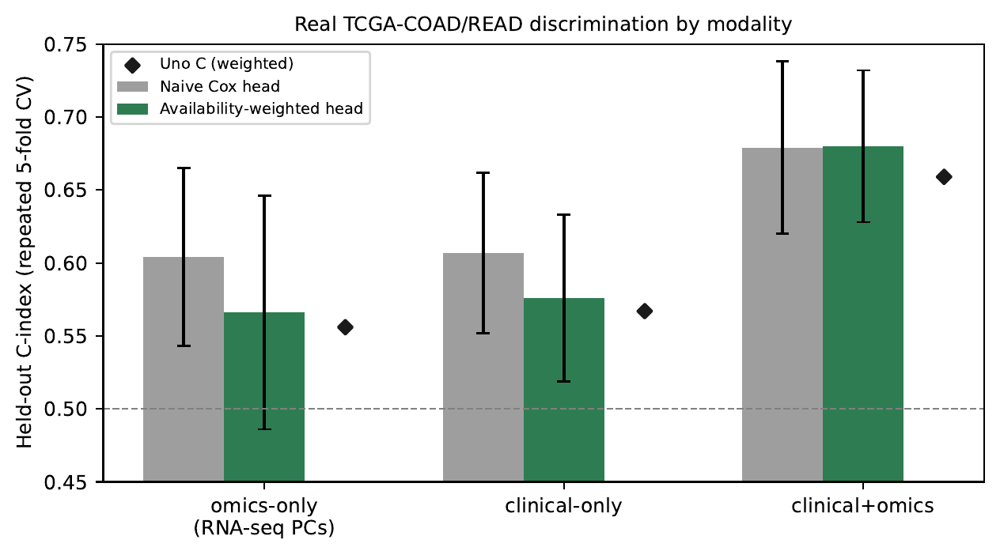 Real TCGA-COAD/READ discrimination by modality
Held-out C-index (repeated 5-fold CV)
0.75
0.70
0.65
0.60
0.55
0.50
0.45
Uno C (weighted)
Naive Cox head
Availability-weighted head
omics-only
(RNA-seq PCs)
clinical-only
clinical+omics